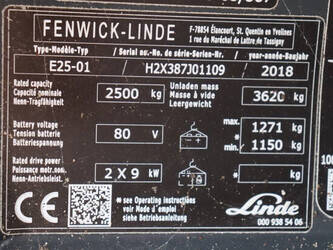 FENWICK-LINDE
F-78854 Élancourt, St. Quentin en Yvelines
1 rue du Maréchal de Lattre de Tassigny
Type-Modèle-Typ / Serial no.-No. de série-Serien-Nr. / year-année-Baujahr
E25-01 / H2X387J01109 / 2018
Rated capacity
Capacité nominale
Nenn-Tragfähigkeit
2500 kg
Unladen mass
Masse à vide
Leergewicht
3620 kg
Battery voltage
Tension batterie
Batteriespannung
80 V
max. * 1271 kg
min. * 1150 kg
Rated drive power
Puissance motr.nom.
Nenn-Antriebsleist.
2 X 9 kW
* kg
CE
* see Operating instructions
voir Mode d'emploi
siehe Betriebsanleitung
Linde
000 938 54 06